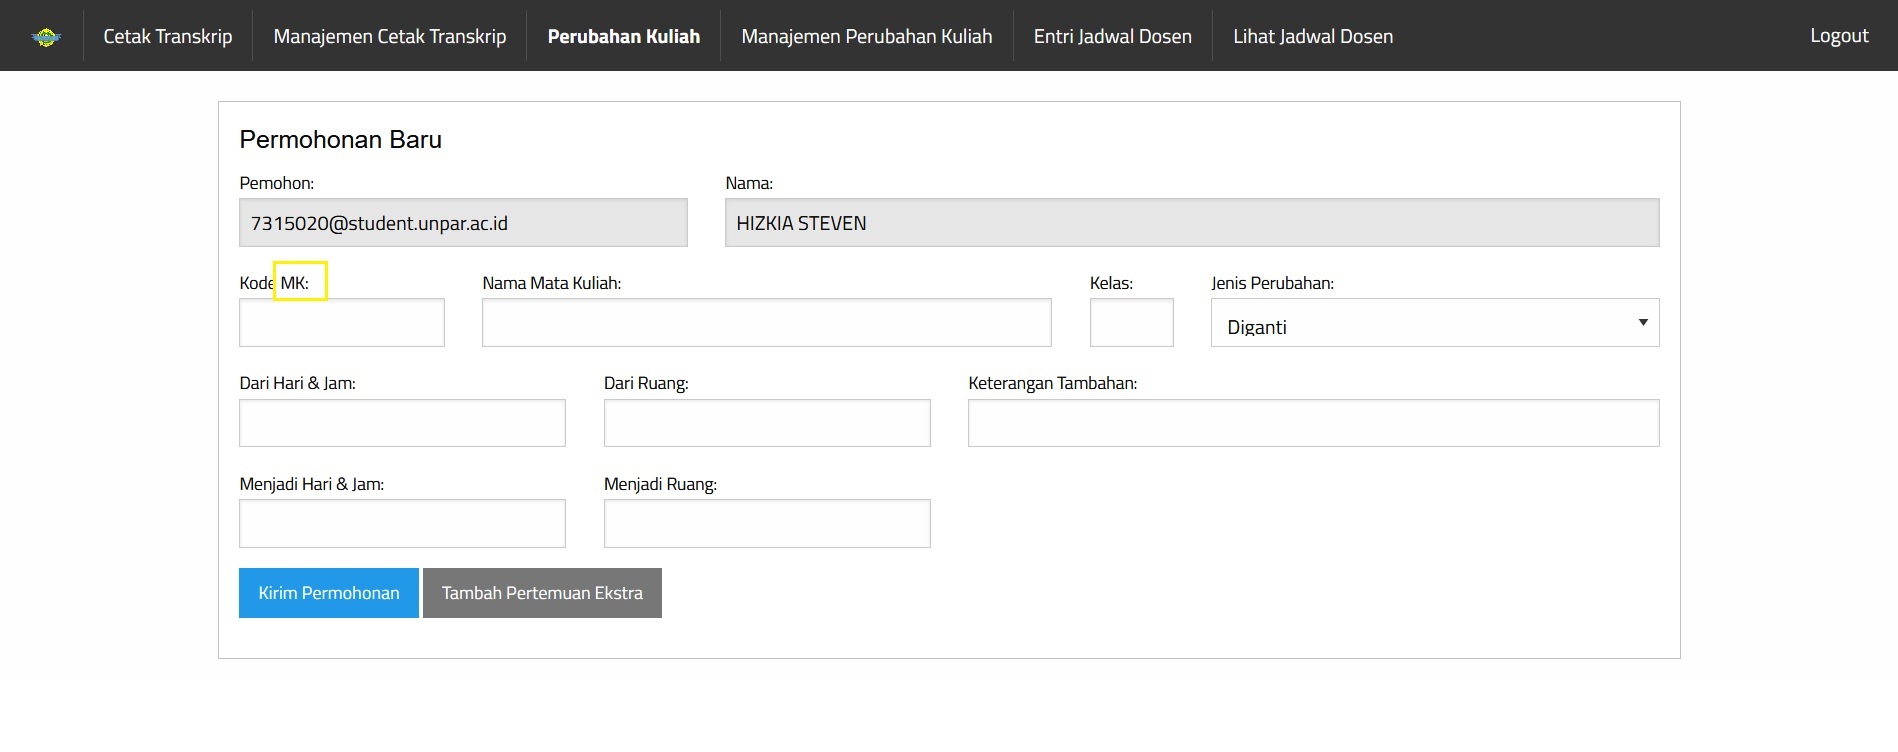 Cetak Transkrip Manajemen Cetak Transkrip Perubahan Kuliah Manajemen Perubahan Kuliah Entri Jadwal Dosen Lihat Jadwal Dosen Logout
Permohonan Baru
Pemohon: Nama:
7315020@student.unpar.ac.id HIZKIA STEVEN
Kode MK: Nama Mata Kuliah: Kelas: Jenis Perubahan:
Diganti
Dari Hari & Jam: Dari Ruang: Keterangan Tambahan:
Menjadi Hari & Jam: Menjadi Ruang:
Kirim Permohonan Tambah Pertemuan Ekstra